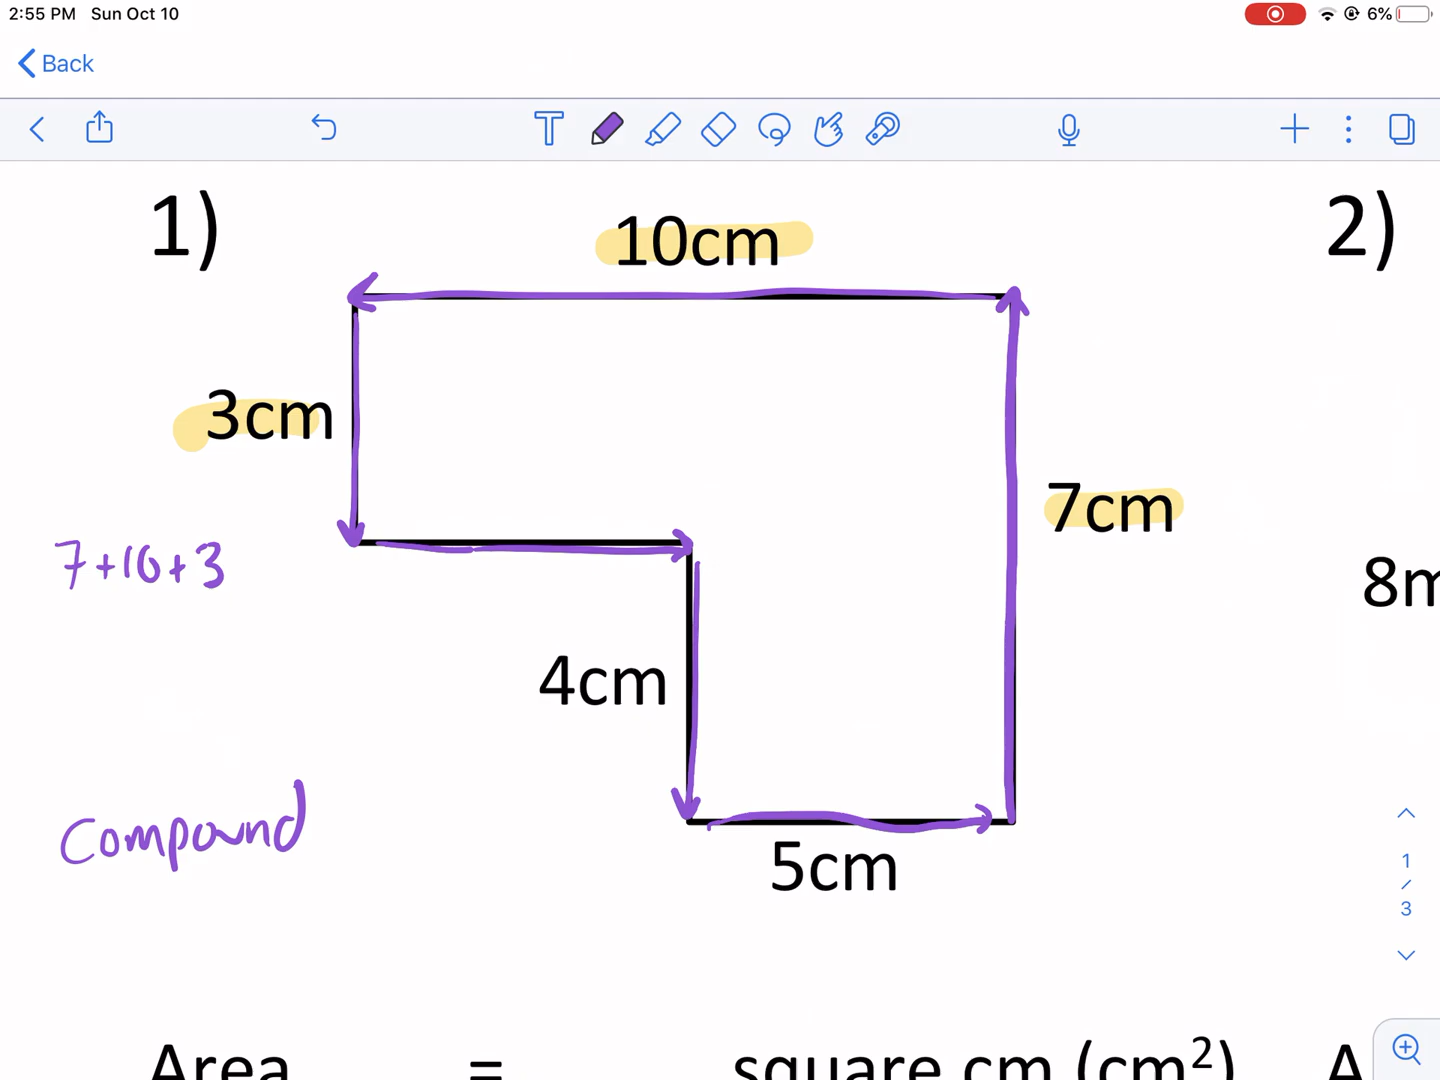 2:55 PM Sun Oct 10
6%
Back
1)
10cm
2)
3cm
7cm
7+10+3
8m
4cm
Compound
5cm
1
/
3
Area = square cm (cm²)
A